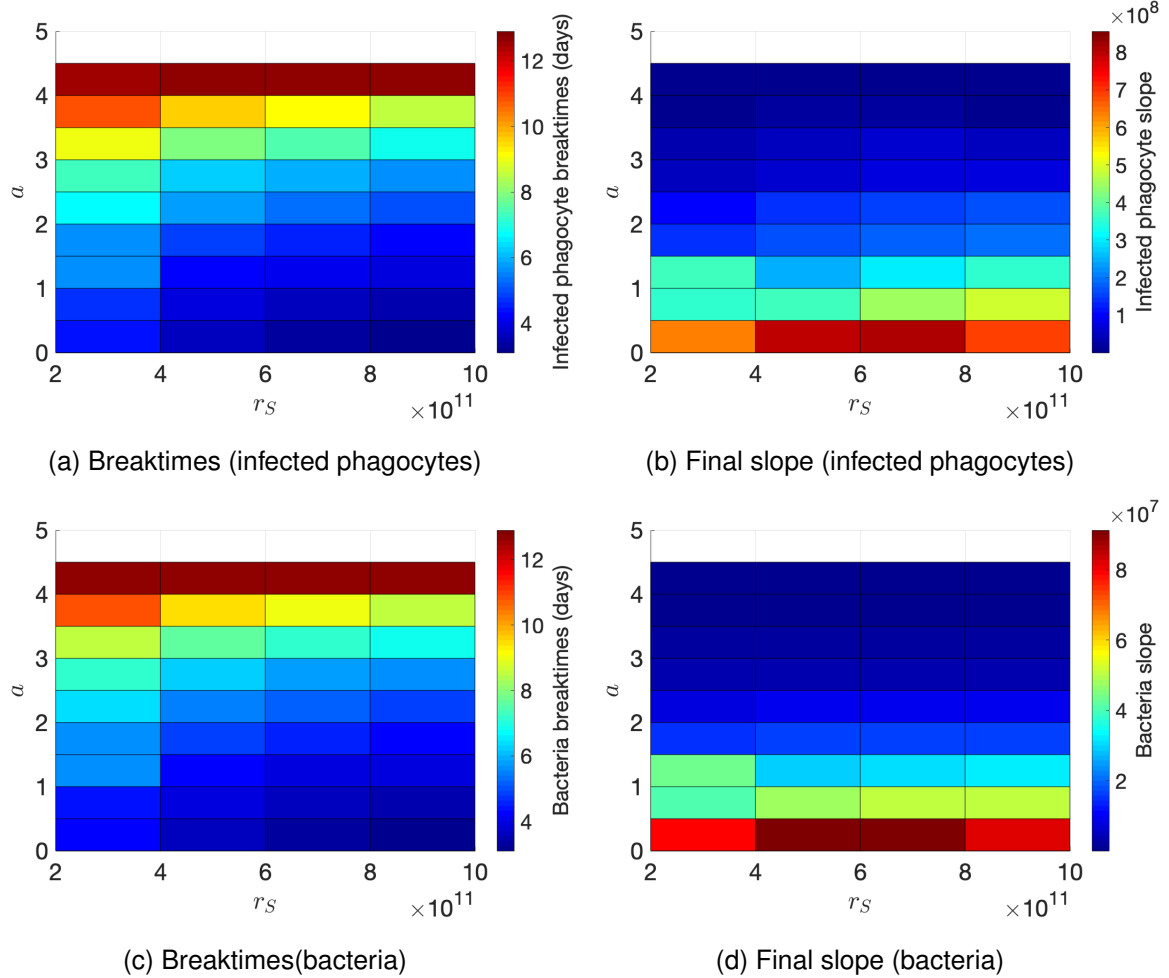 5
4
3
2
1
0
a
2 4 6 8 10
r_S
×10^11
12
10
8
6
4
Infected phagocyte breaktimes (days)
(a) Breaktimes (infected phagocytes)
5
4
3
2
1
0
a
2 4 6 8 10
r_S
×10^11
×10^8
8
7
6
5
4
3
2
1
Infected phagocyte slope
(b) Final slope (infected phagocytes)
5
4
3
2
1
0
a
2 4 6 8 10
r_S
×10^11
12
10
8
6
4
Bacteria breaktimes (days)
(c) Breaktimes(bacteria)
5
4
3
2
1
0
a
2 4 6 8 10
r_S
×10^11
×10^7
8
6
4
2
Bacteria slope
(d) Final slope (bacteria)